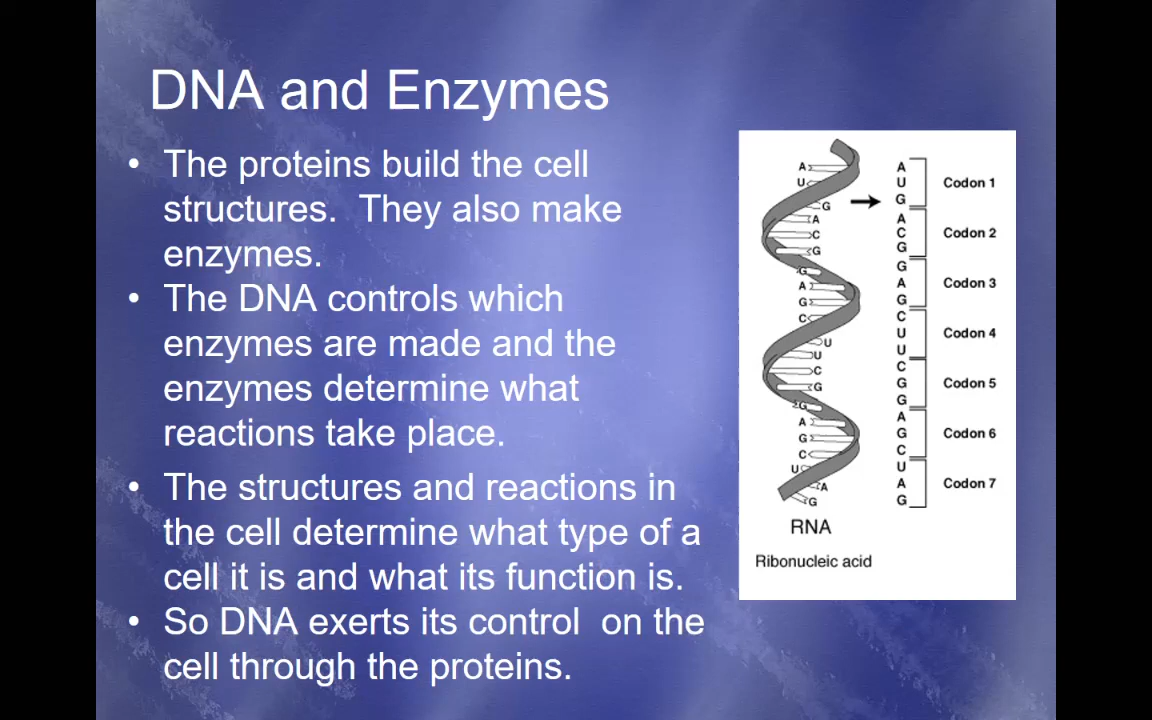 DNA and Enzymes
• The proteins build the cell
structures.  They also make
enzymes.
• The DNA controls which
enzymes are made and the
enzymes determine what
reactions take place.
• The structures and reactions in
the cell determine what type of a
cell it is and what its function is.
• So DNA exerts its control  on the
cell through the proteins.
A
U
G
A
C
G
G
A
G
C
U
U
C
G
G
A
G
C
U
A
G
RNA
Ribonucleic acid
A
U
G
Codon 1
A
C
G
Codon 2
G
A
G
Codon 3
C
U
U
Codon 4
C
G
G
Codon 5
A
G
C
Codon 6
U
A
G
Codon 7